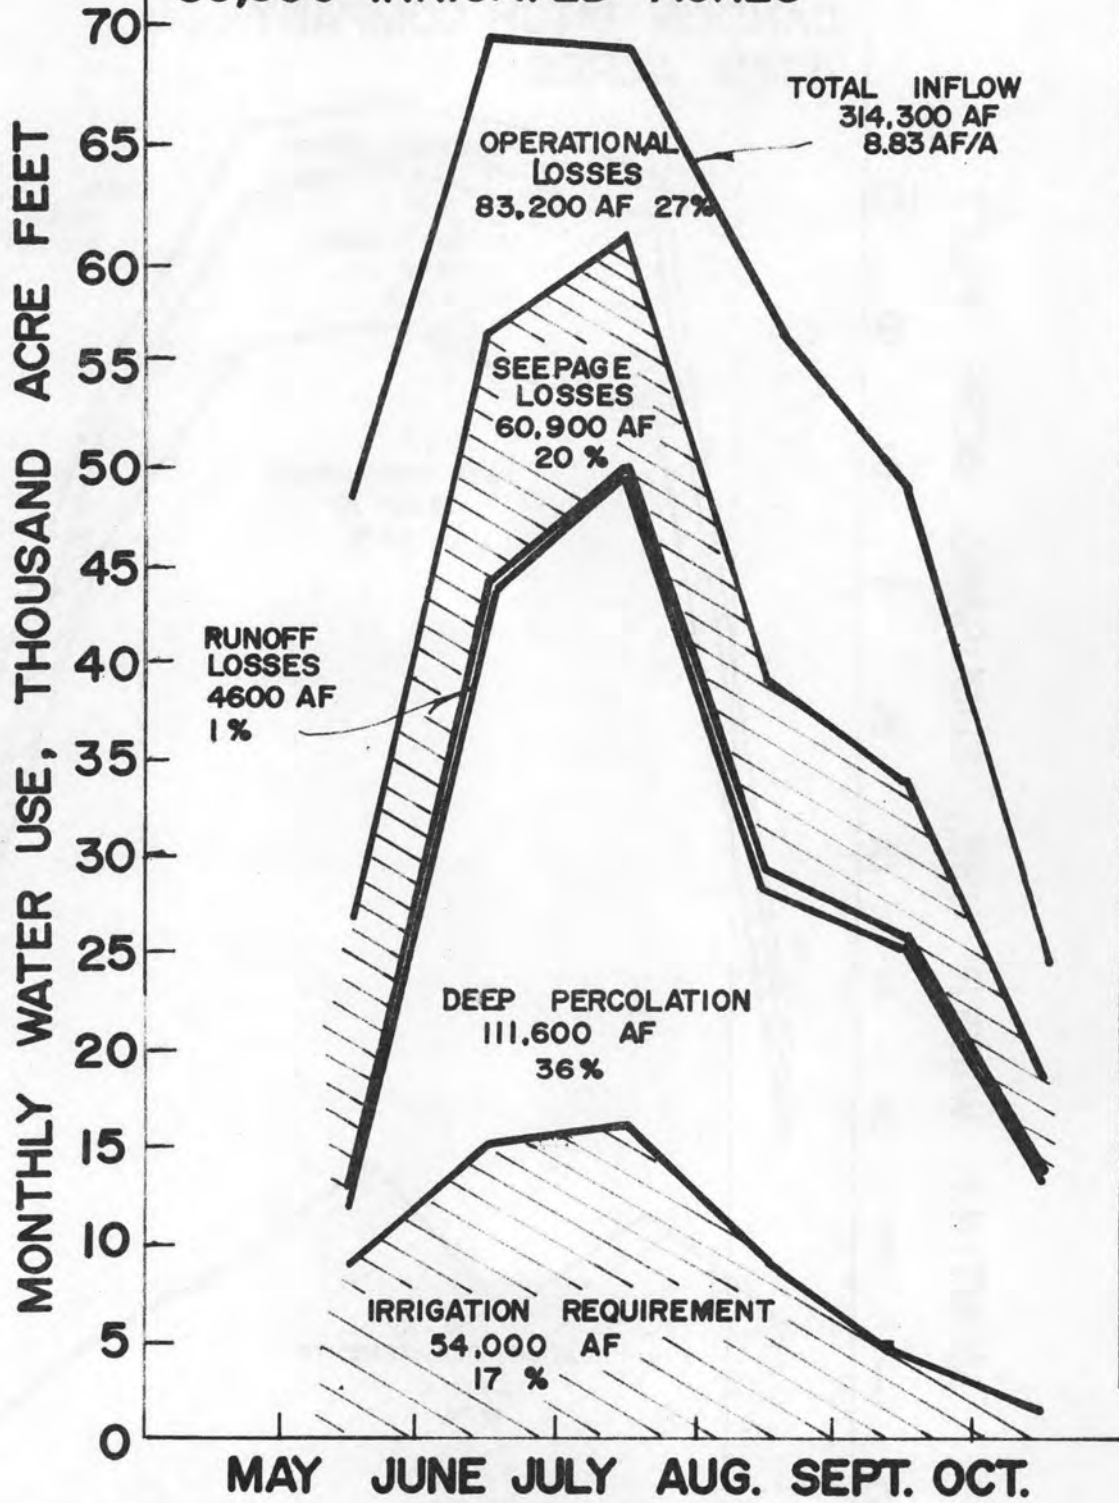 70
65
60
55
50
45
40
35
30
25
20
15
10
5
0
MONTHLY WATER USE, THOUSAND ACRE FEET
TOTAL INFLOW
314,300 AF
8.83 AF/A
OPERATIONAL
LOSSES
83,200 AF 27%
SEEPAGE
LOSSES
60,900 AF
20 %
RUNOFF
LOSSES
4600 AF
1 %
DEEP PERCOLATION
111,600 AF
36%
IRRIGATION REQUIREMENT
54,000 AF
17 %
MAY JUNE JULY AUG. SEPT. OCT.